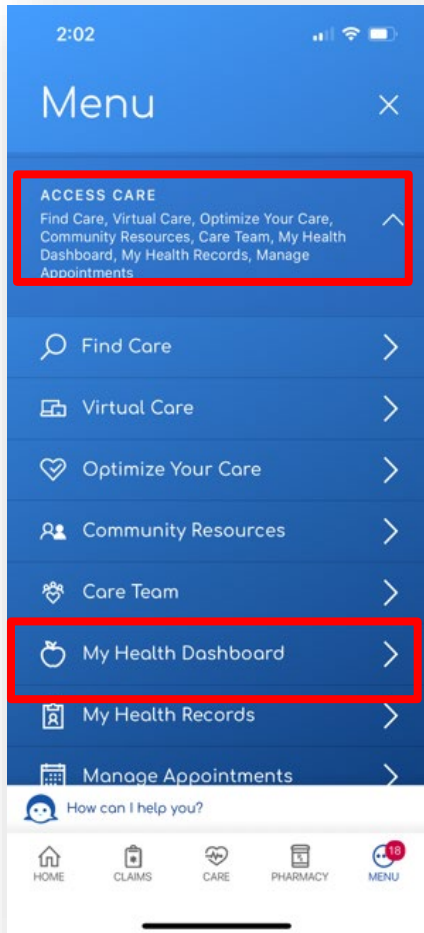 2:02
Menu
ACCESS CARE
Find Care, Virtual Care, Optimize Your Care,
Community Resources, Care Team, My Health
Dashboard, My Health Records, Manage
Appointments
Find Care
Virtual Care
Optimize Your Care
Community Resources
Care Team
My Health Dashboard
My Health Records
Manage Appointments
How can I help you?
18
HOME CLAIMS CARE PHARMACY MENU